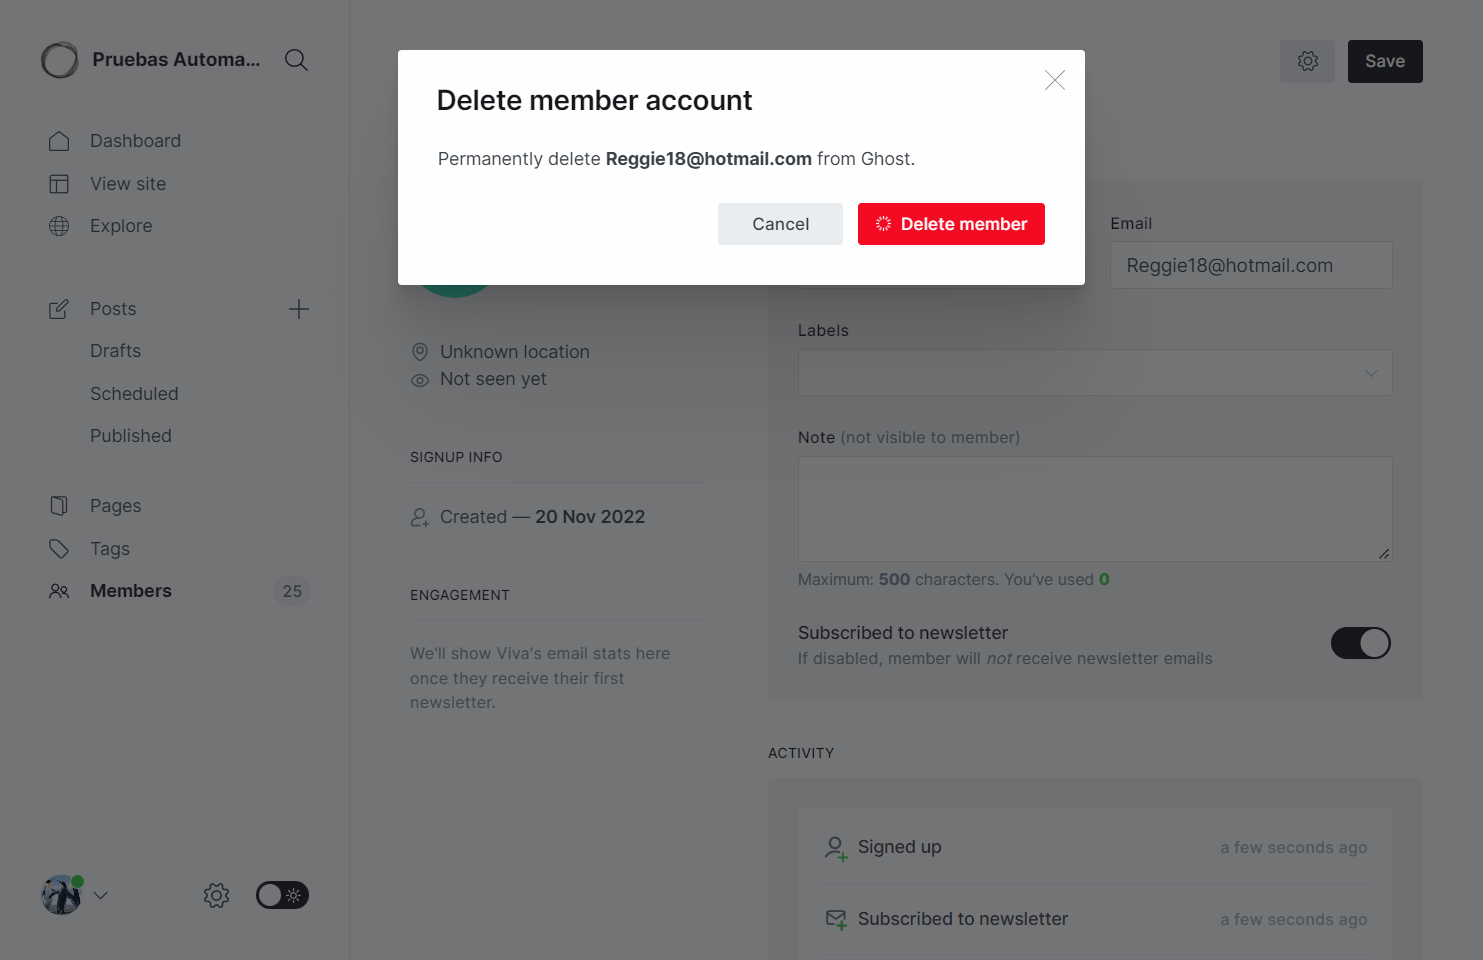 Pruebas Automa...
Dashboard
View site
Explore
Posts
Drafts
Scheduled
Published
Pages
Tags
Members
25
Save
Delete member account
Permanently delete Reggie18@hotmail.com from Ghost.
Cancel
Delete member
Unknown location
Not seen yet
SIGNUP INFO
Created — 20 Nov 2022
ENGAGEMENT
We'll show Viva's email stats here
once they receive their first
newsletter.
Email
Reggie18@hotmail.com
Labels
Note (not visible to member)
Maximum: 500 characters. You've used 0
Subscribed to newsletter
If disabled, member will not receive newsletter emails
ACTIVITY
Signed up
a few seconds ago
Subscribed to newsletter
a few seconds ago